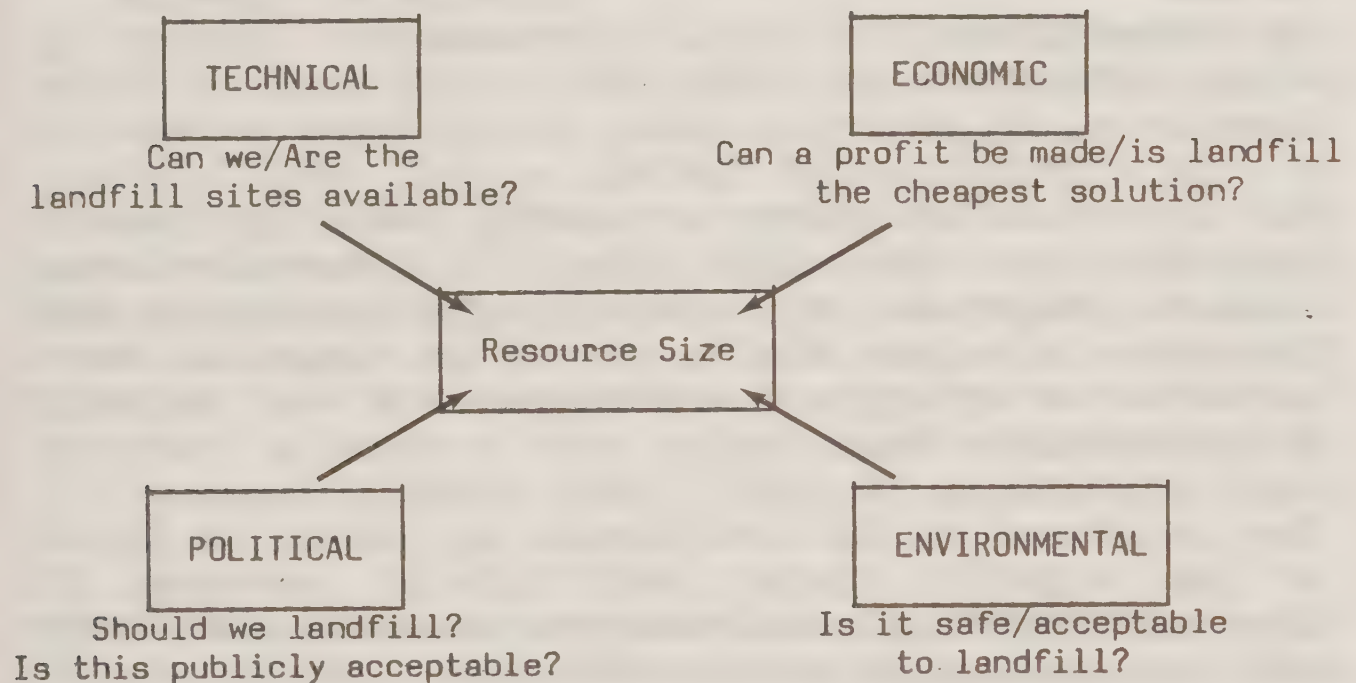 TECHNICAL
Can we/Are the
landfill sites available?
ECONOMIC
Can a profit be made/is landfill
the cheapest solution?
Resource Size
POLITICAL
Should we landfill?
Is this publicly acceptable?
ENVIRONMENTAL
Is it safe/acceptable
to landfill?